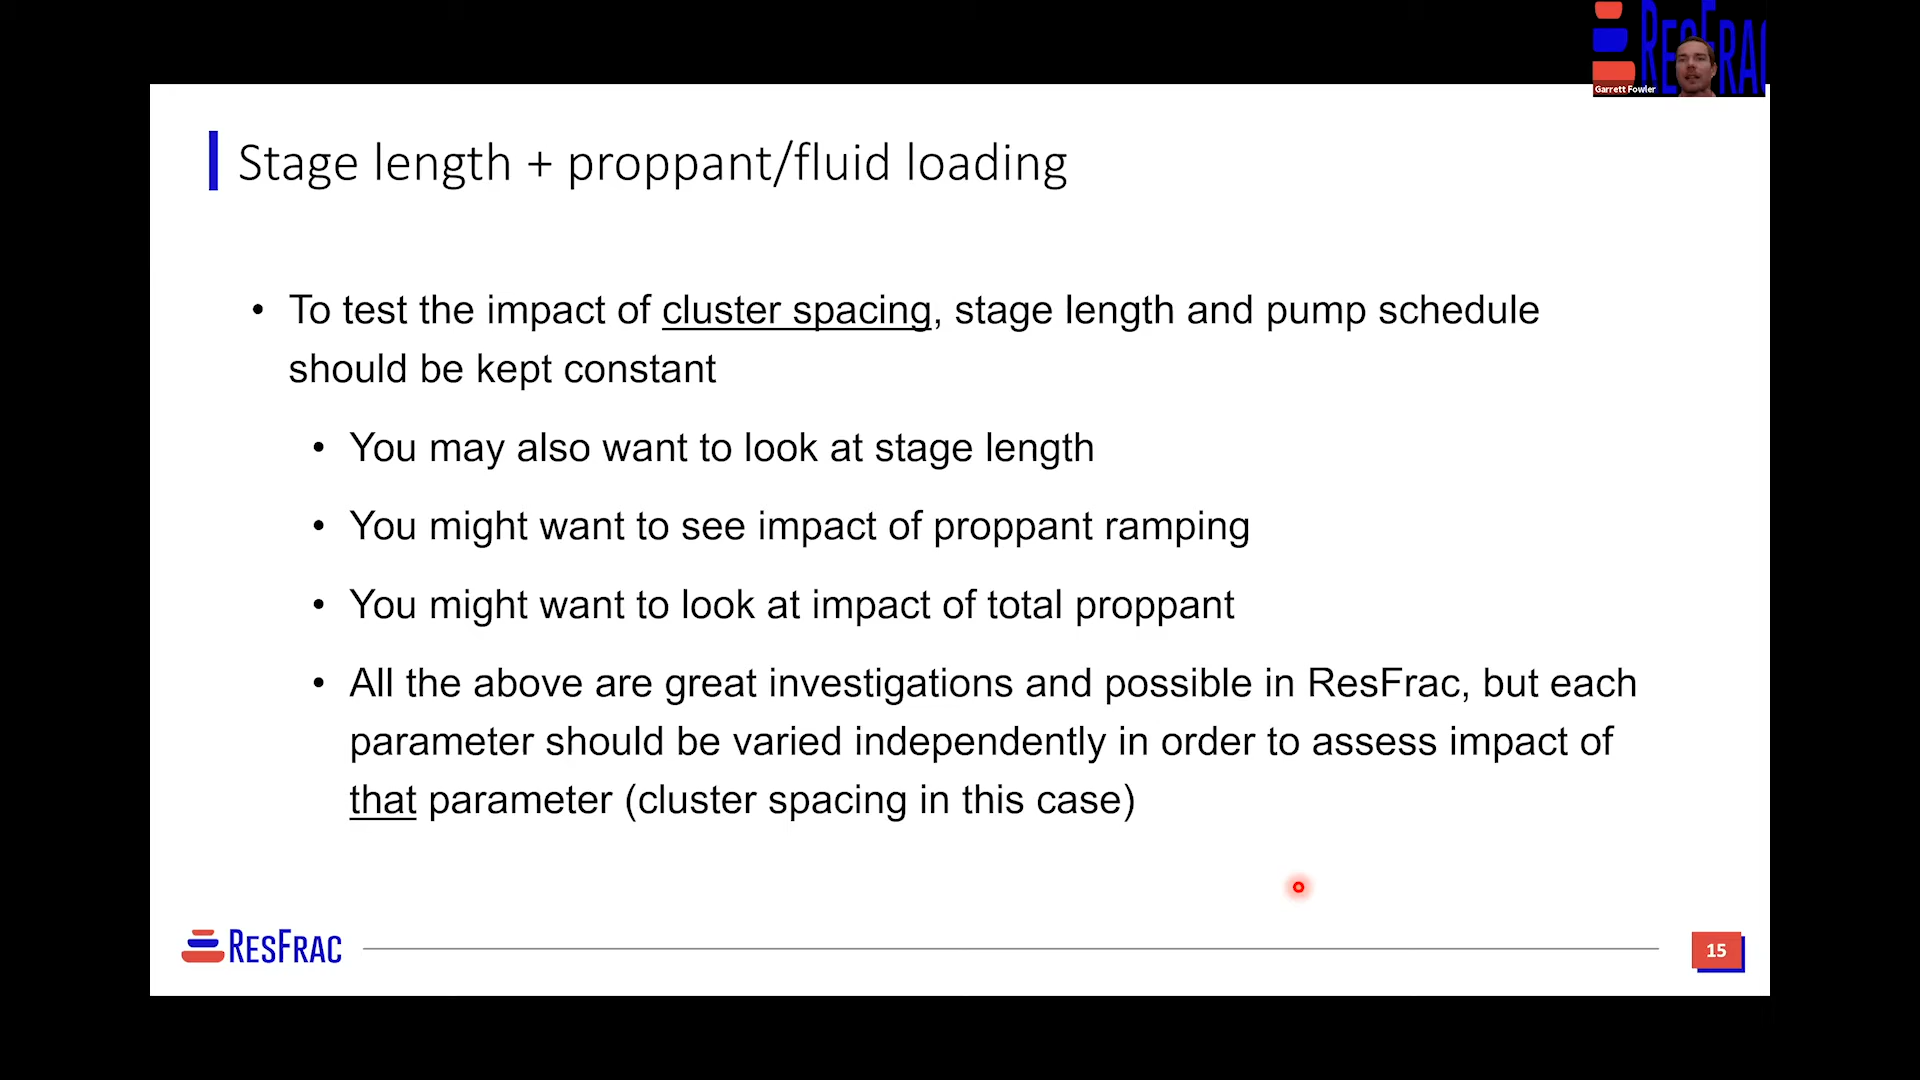 RESFRAC
Garrett Fowler
Stage length + proppant/fluid loading
• To test the impact of cluster spacing, stage length and pump schedule
should be kept constant
• You may also want to look at stage length
• You might want to see impact of proppant ramping
• You might want to look at impact of total proppant
• All the above are great investigations and possible in ResFrac, but each
parameter should be varied independently in order to assess impact of
that parameter (cluster spacing in this case)
RESFRAC
15